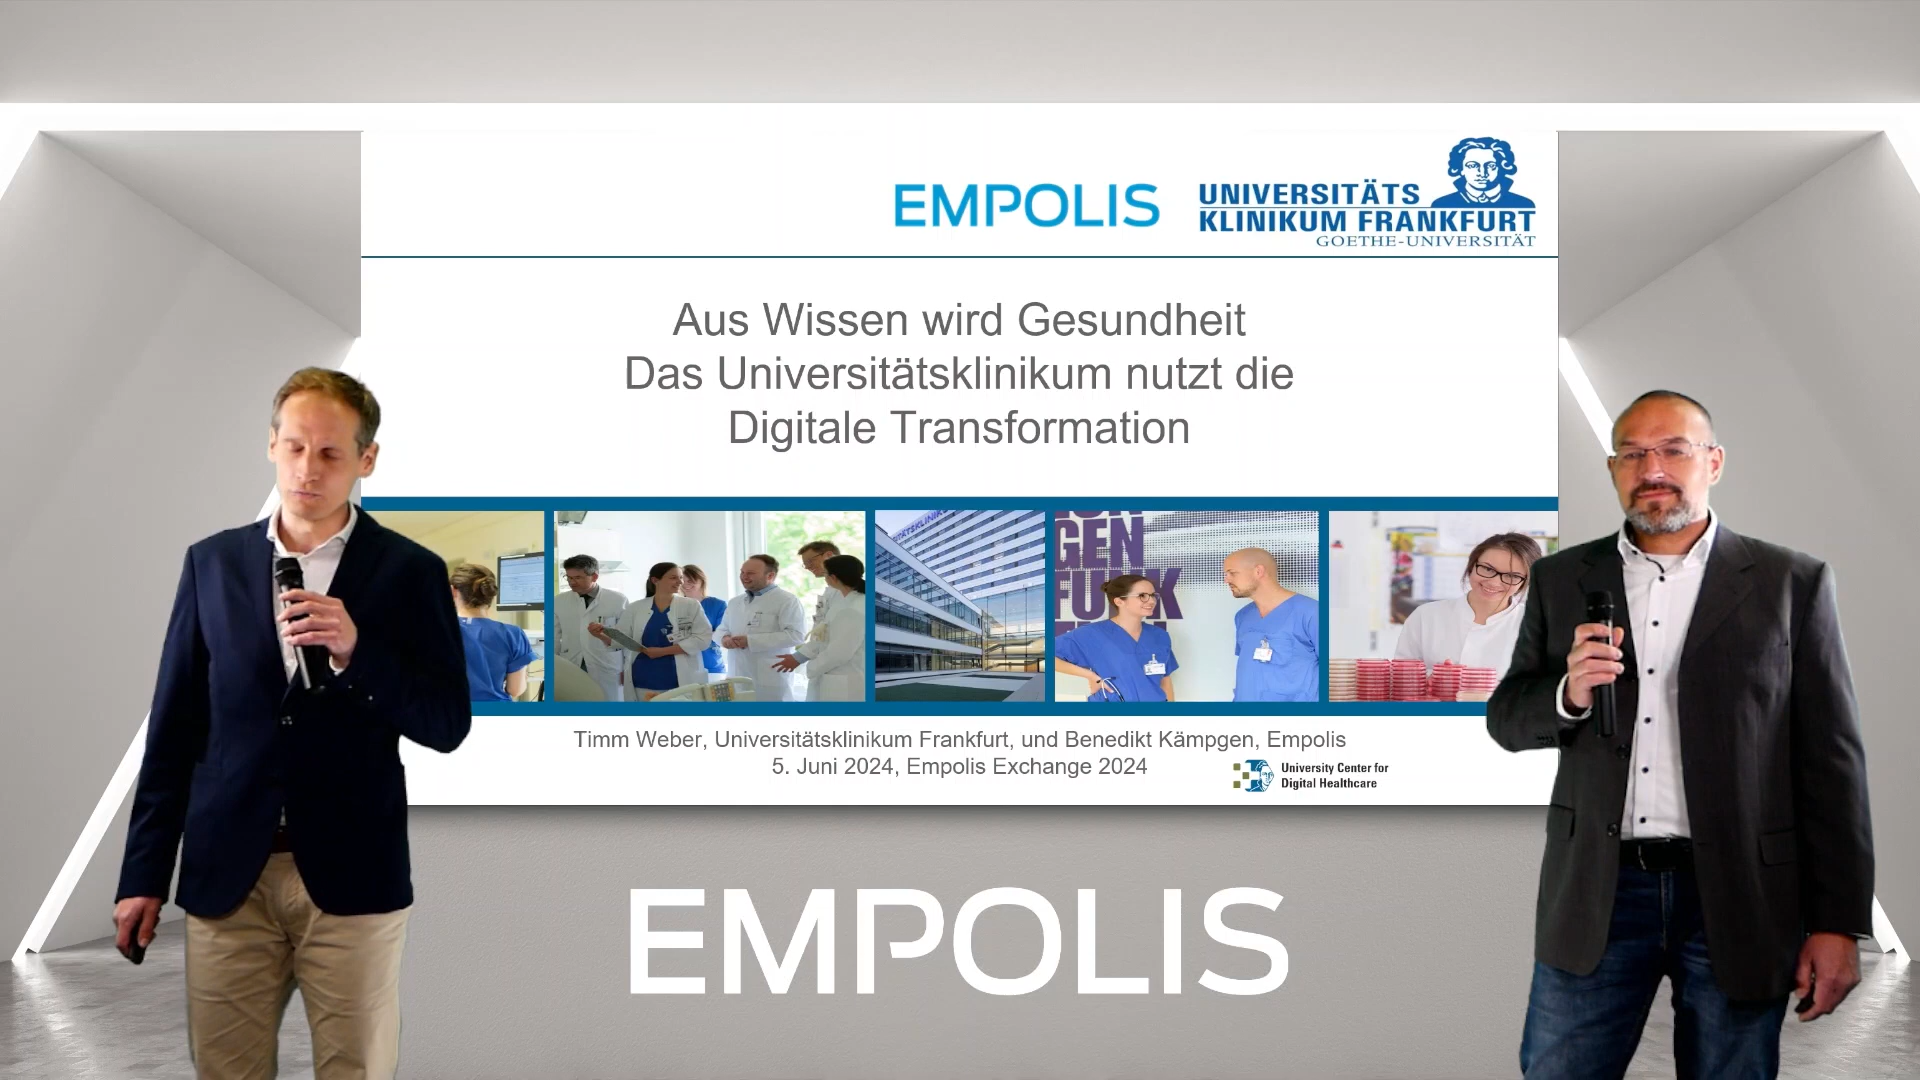 EMPOLIS
UNIVERSITÄTS
KLINIKUM FRANKFURT
GOETHE-UNIVERSITÄT
Aus Wissen wird Gesundheit
Das Universitätsklinikum nutzt die
Digitale Transformation
GEN
Timm Weber, Universitätsklinikum Frankfurt, und Benedikt Kämpgen, Empolis
5. Juni 2024, Empolis Exchange 2024
University Center for
Digital Healthcare
EMPOLIS